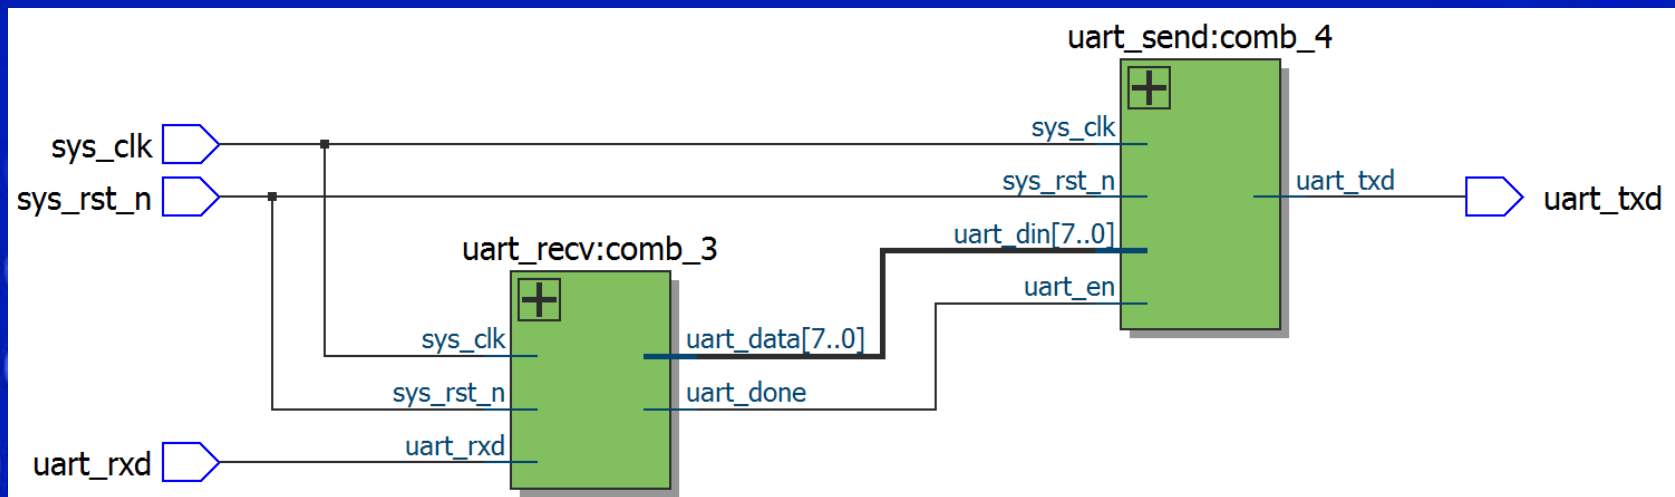 uart_send:comb_4
sys_clk
sys_clk
sys_rst_n
sys_rst_n
uart_txd
uart_txd
uart_din[7..0]
uart_recv:comb_3
uart_en
sys_clk
uart_data[7..0]
sys_rst_n
uart_done
uart_rxd
uart_rxd